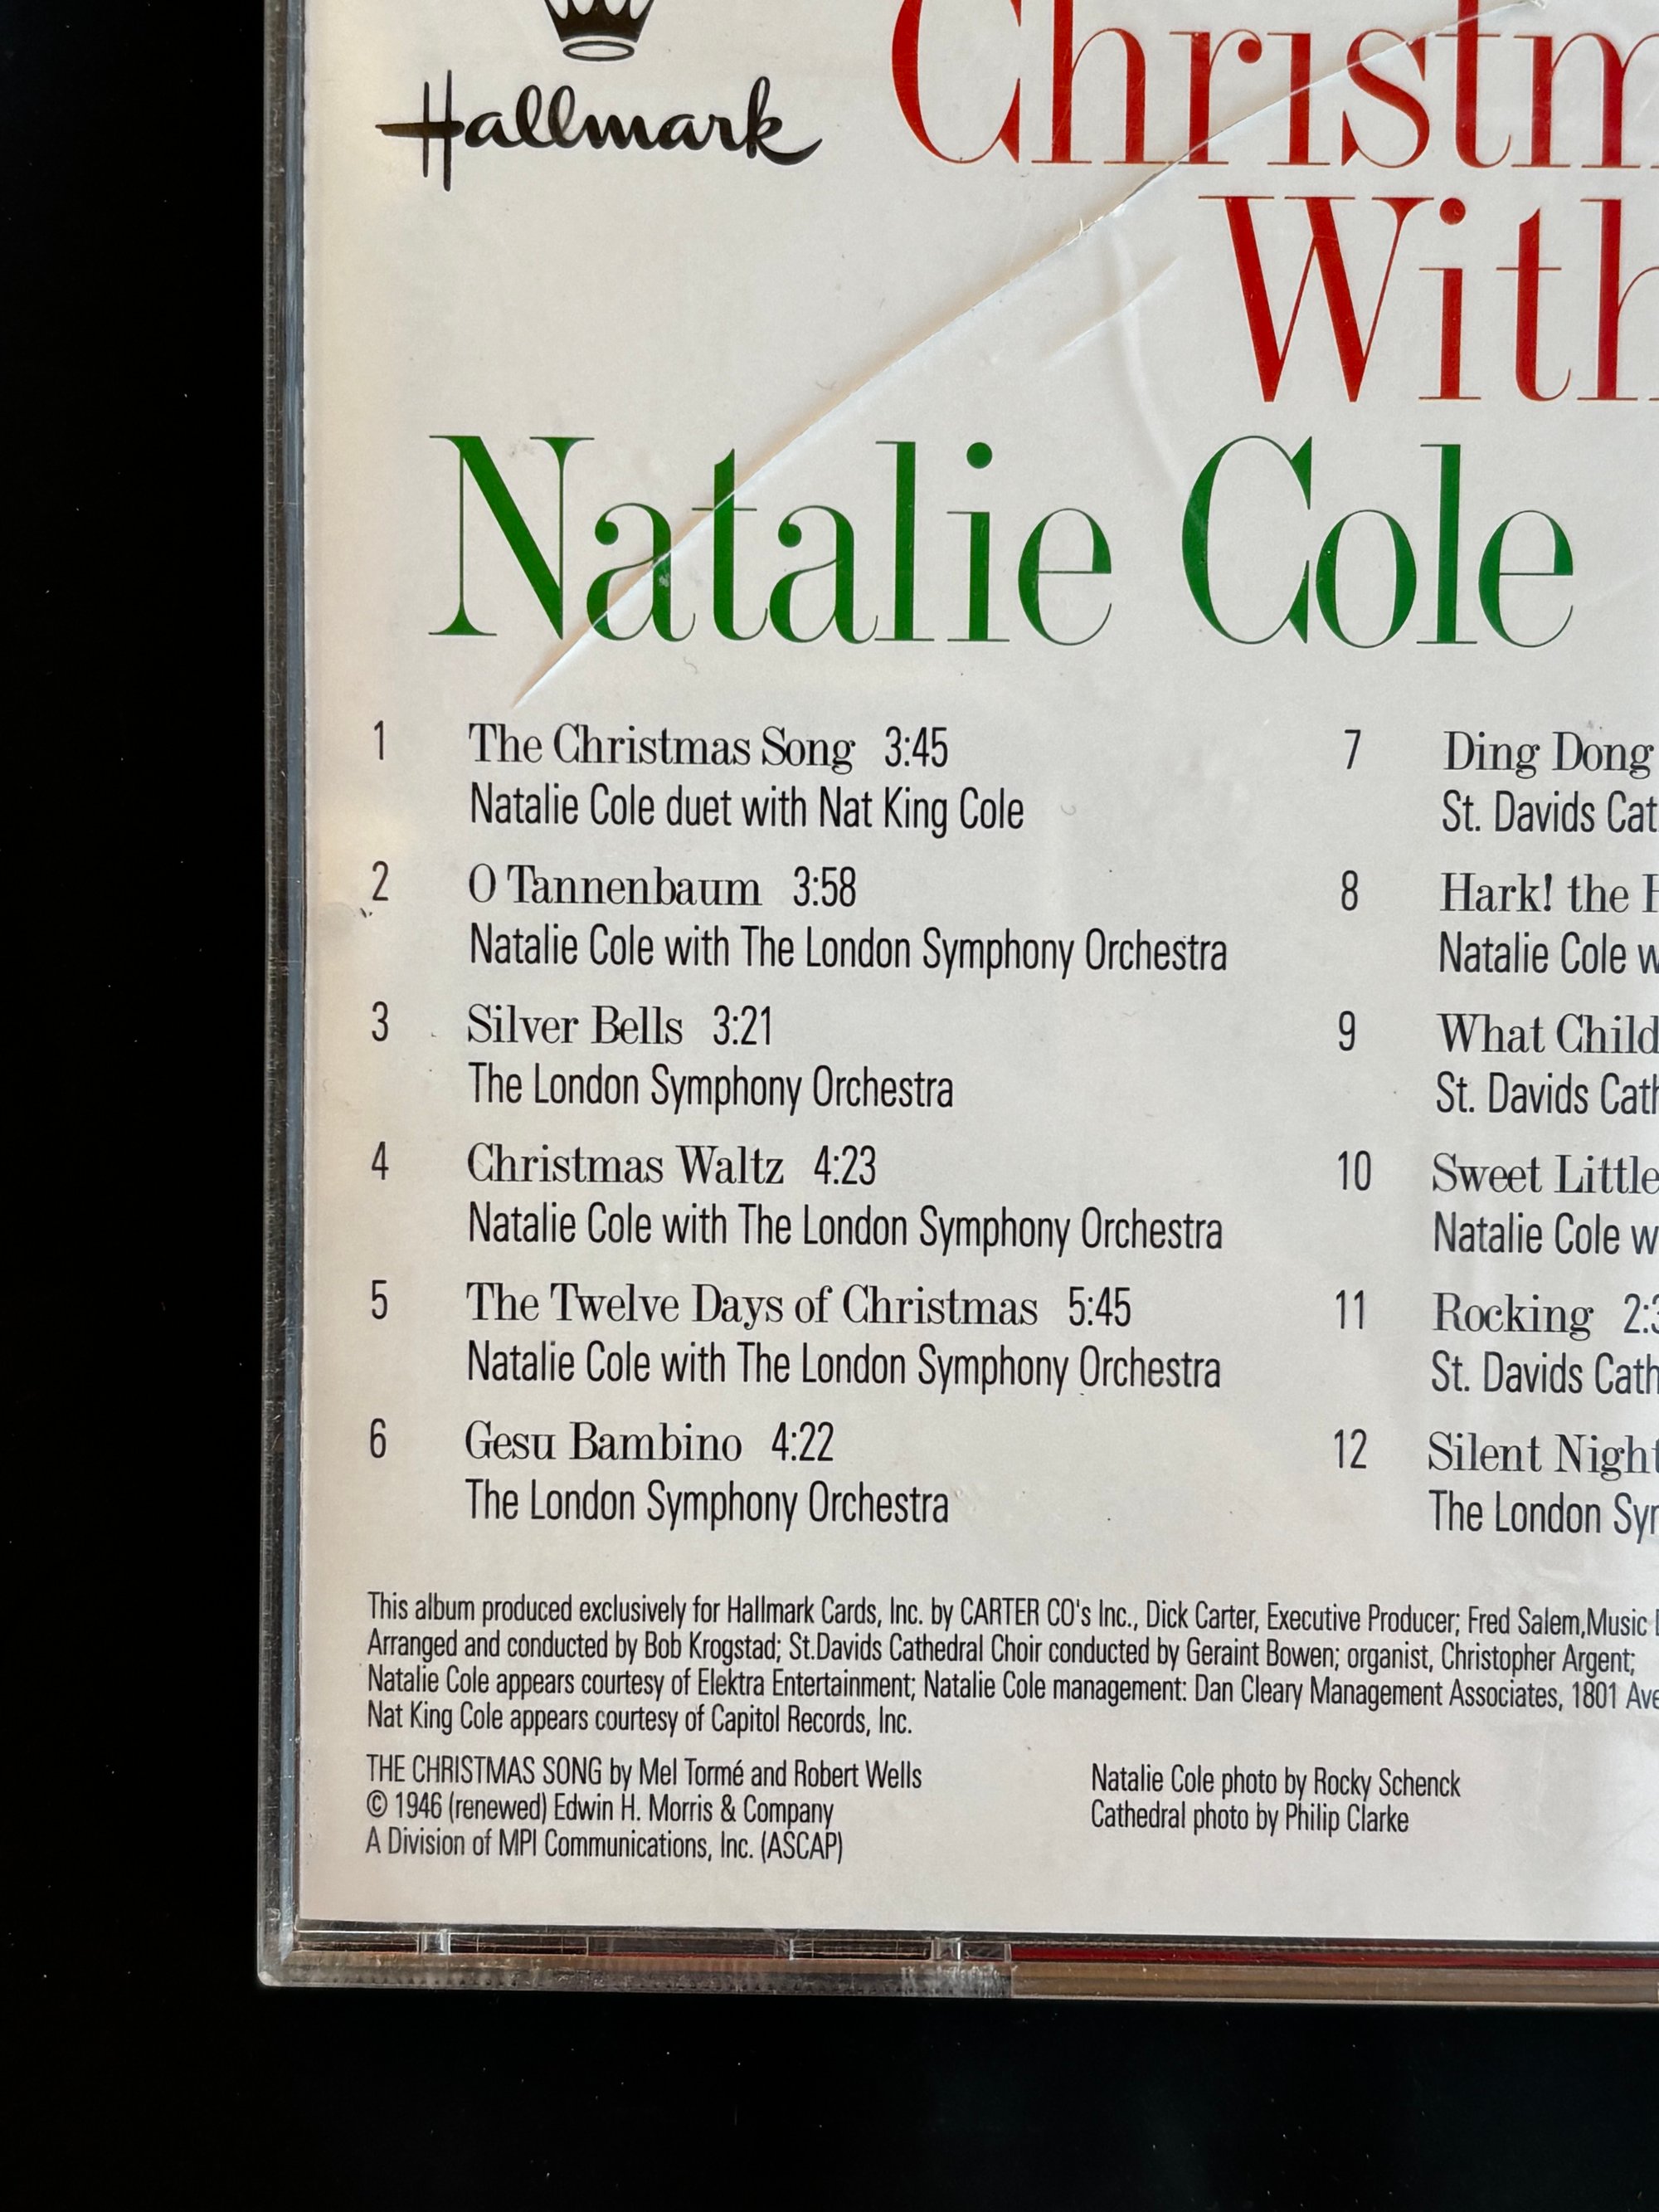 Hallmark
Christm
With
Natalie Cole
1 The Christmas Song 3:45
Natalie Cole duet with Nat King Cole
2 O Tannenbaum 3:58
Natalie Cole with The London Symphony Orchestra
3 Silver Bells 3:21
The London Symphony Orchestra
4 Christmas Waltz 4:23
Natalie Cole with The London Symphony Orchestra
5 The Twelve Days of Christmas 5:45
Natalie Cole with The London Symphony Orchestra
6 Gesu Bambino 4:22
The London Symphony Orchestra
7 Ding Dong
St. Davids Cat
8 Hark! the
Natalie Cole w
9 What Child
St. Davids Cath
10 Sweet Little
Natalie Cole w
11 Rocking 2:3
St. Davids Cath
12 Silent Night
The London Sy
This album produced exclusively for Hallmark Cards, Inc. by CARTER CO's Inc., Dick Carter, Executive Producer; Fred Salem,Music
Arranged and conducted by Bob Krogstad; St.Davids Cathedral Choir conducted by Geraint Bowen; organist, Christopher Argent;
Natalie Cole appears courtesy of Elektra Entertainment; Natalie Cole management: Dan Cleary Management Associates, 1801 Ave
Nat King Cole appears courtesy of Capitol Records, Inc.
THE CHRISTMAS SONG by Mel Tormé and Robert Wells
© 1946 (renewed) Edwin H. Morris & Company
A Division of MPI Communications, Inc. (ASCAP)
Natalie Cole photo by Rocky Schenck
Cathedral photo by Philip Clarke